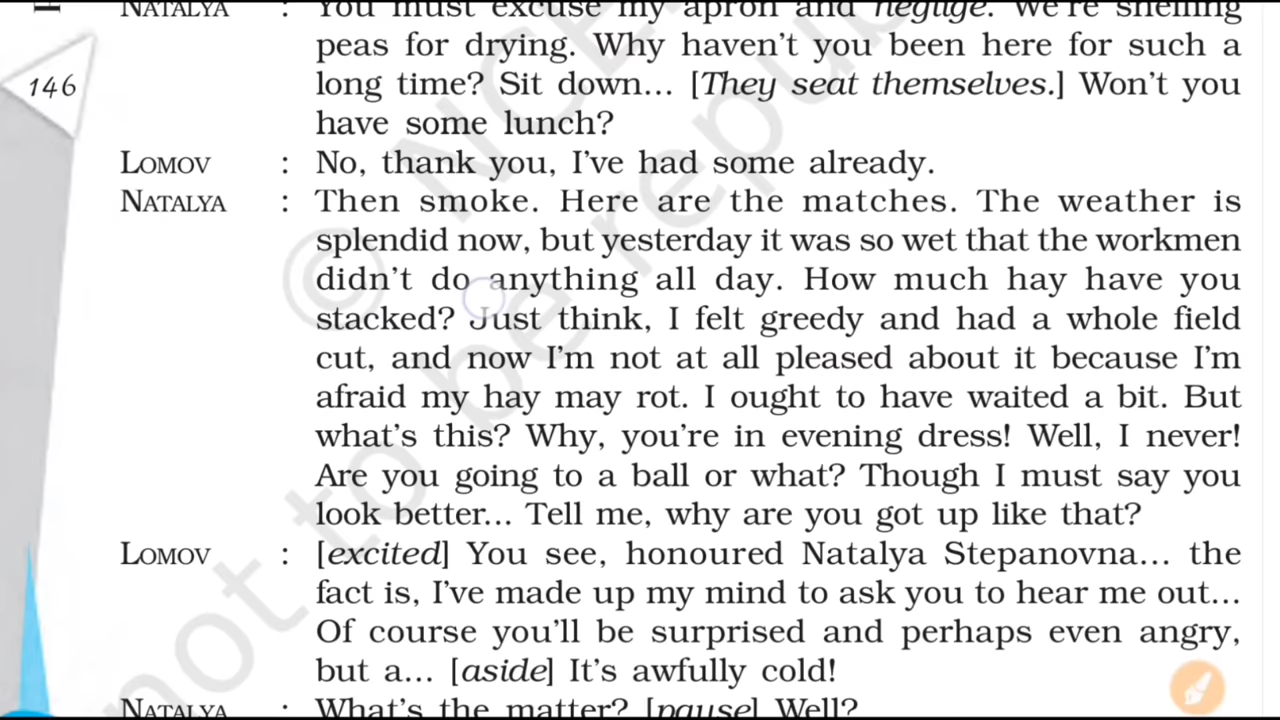 NATALYA : You must excuse my apron and neglige. We're shelling
peas for drying. Why haven't you been here for such a
146
long time? Sit down... [They seat themselves.] Won't you
have some lunch?
LOMOV : No, thank you, I've had some already.
NATALYA : Then smoke. Here are the matches. The weather is
splendid now, but yesterday it was so wet that the workmen
didn't do anything all day. How much hay have you
stacked? Just think, I felt greedy and had a whole field
cut, and now I'm not at all pleased about it because I'm
afraid my hay may rot. I ought to have waited a bit. But
what's this? Why, you're in evening dress! Well, I never!
Are you going to a ball or what? Though I must say you
look better... Tell me, why are you got up like that?
LOMOV : [excited] You see, honoured Natalya Stepanovna... the
fact is, I've made up my mind to ask you to hear me out...
Of course you'll be surprised and perhaps even angry,
but a... [aside] It's awfully cold!
NATALYA : What's the matter? [pause] Well?
© NCE
not to be repub